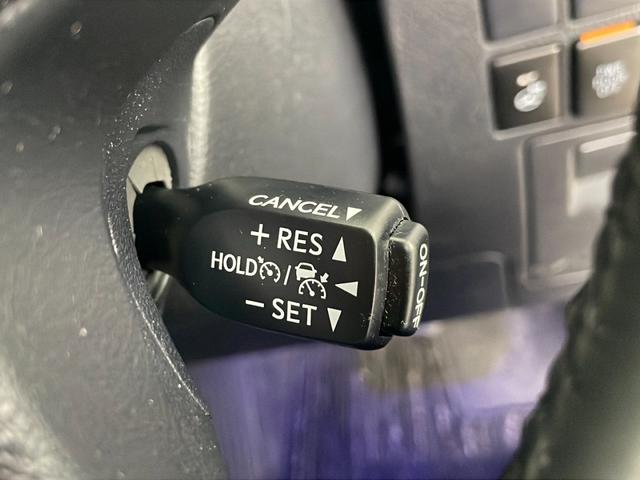 CANCEL▼
+ RES ▲
HOLD / ◀
− SET ▼
ON-OFF